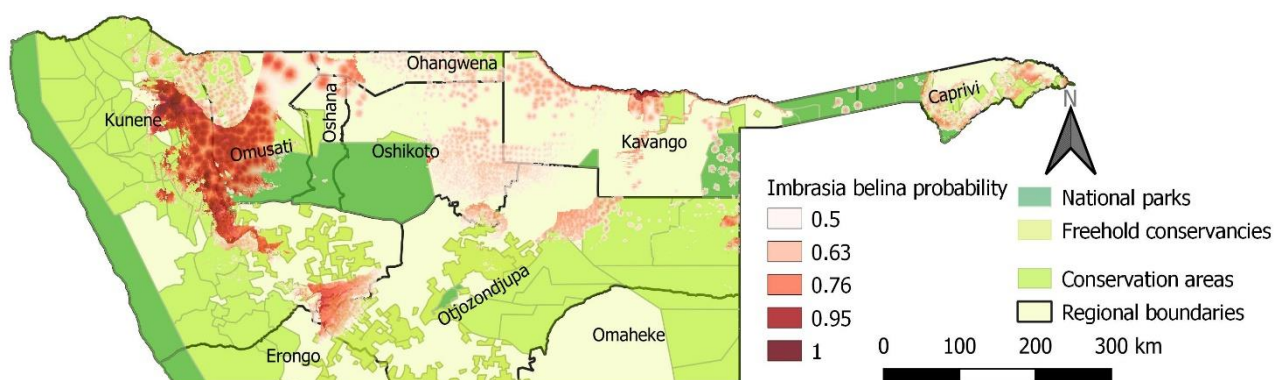 Ohangwena
Caprivi
N
Kunene
Oshana
Omusati
Oshikoto
Kavango
Otjozondjupa
Omaheke
Erongo
Imbrasia belina probability
0.5
0.63
0.76
0.95
1
National parks
Freehold conservancies
Conservation areas
Regional boundaries
0 100 200 300 km